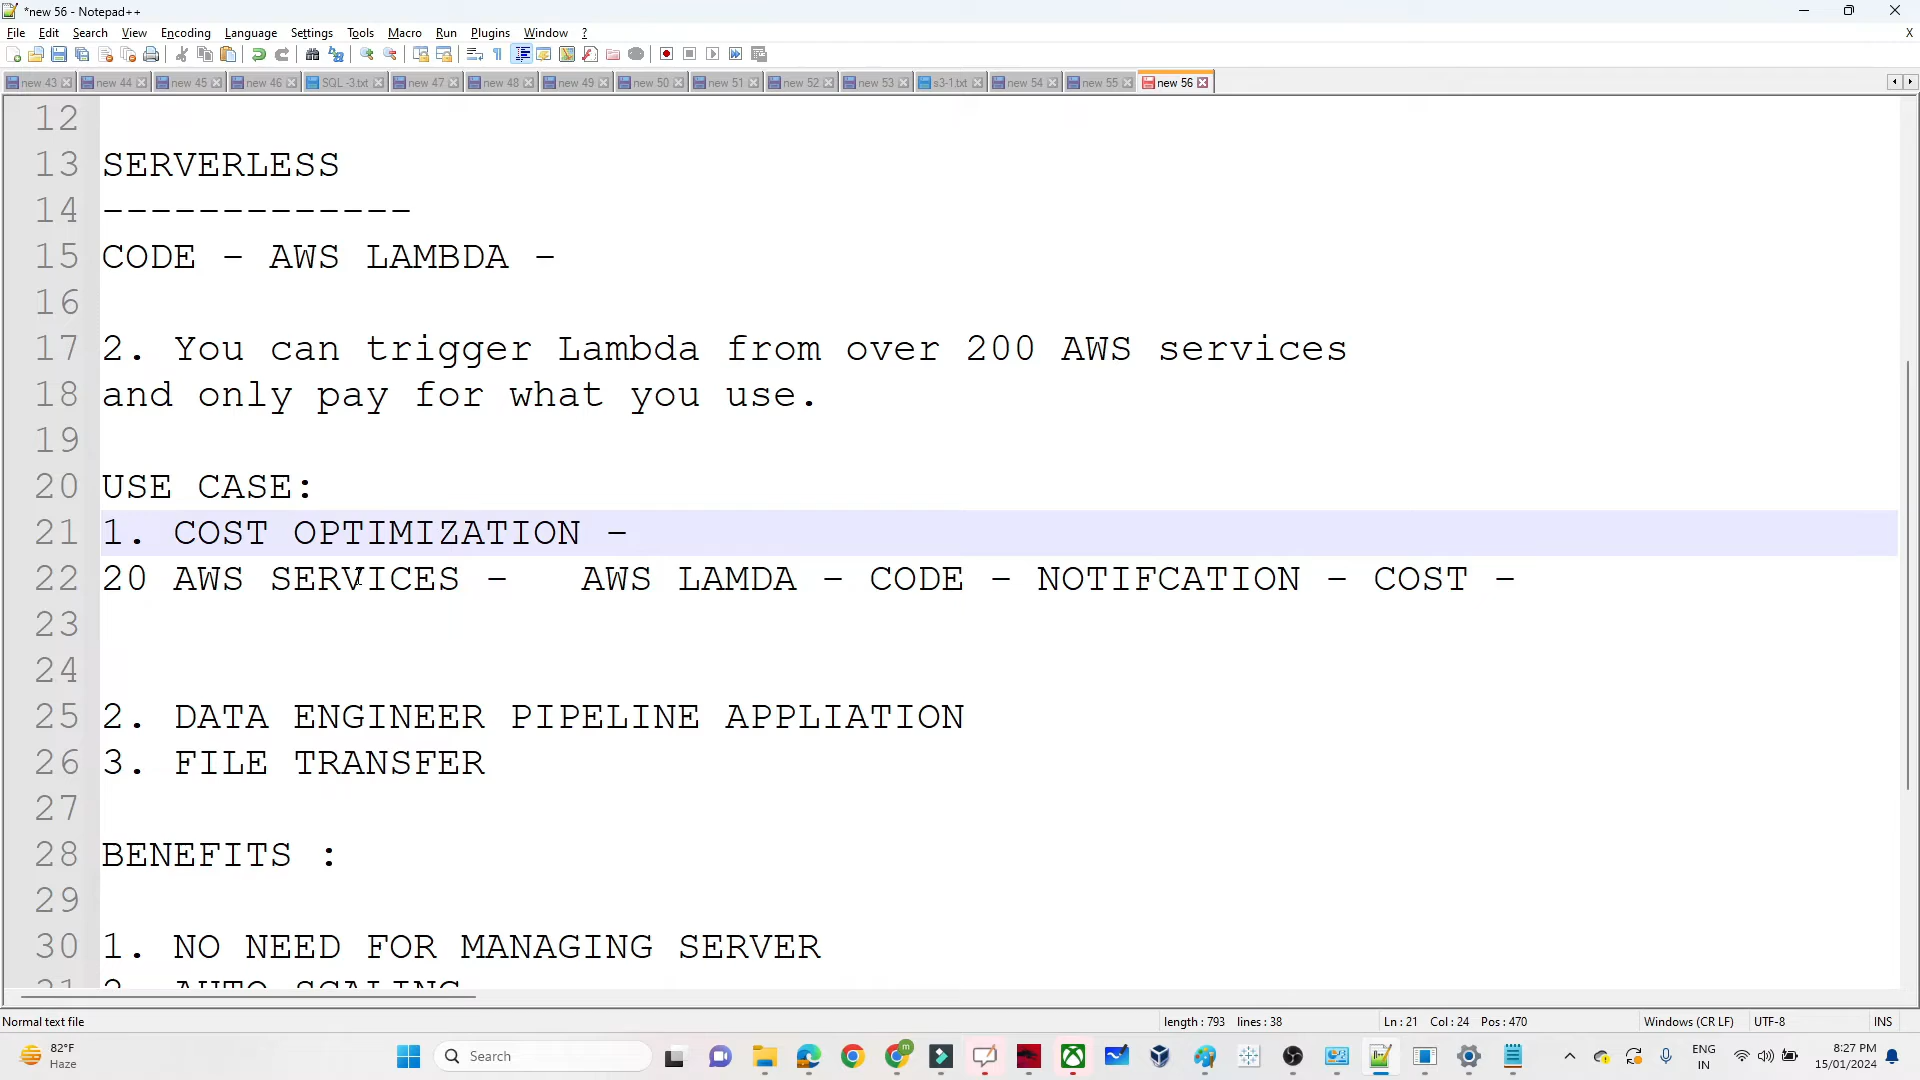 *new 56 - Notepad++
File Edit Search View Encoding Language Settings Tools Macro Run Plugins Window ? X
new 43 new 44 new 45 new 46 SQL -3.txt new 47 new 48 new 49 new 50 new 51 new 52 new 53 s3-1.txt new 54 new 55 new 56
12
13 SERVERLESS
14 -------------
15 CODE - AWS LAMBDA -
16
17 2. You can trigger Lambda from over 200 AWS services
18 and only pay for what you use.
19
20 USE CASE:
21 1. COST OPTIMIZATION -
22 20 AWS SERVICES -   AWS LAMDA - CODE - NOTIFCATION - COST -
23
24
25 2. DATA ENGINEER PIPELINE APPLIATION
26 3. FILE TRANSFER
27
28 BENEFITS :
29
30 1. NO NEED FOR MANAGING SERVER
31 2. AUTO SCALING
Normal text file length : 793 lines : 38 Ln : 21 Col : 24 Pos : 470 Windows (CR LF) UTF-8 INS
82°F
Haze
Search
ENG
IN
8:27 PM
15/01/2024